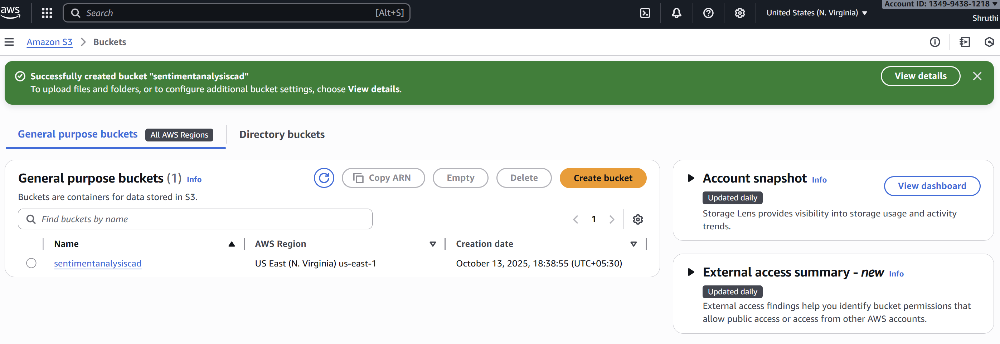 aws
Search [Alt+S]
United States (N. Virginia)
Account ID: 1349-9438-1218
Shruthi
Amazon S3 Buckets
Successfully created bucket "sentimentanalysiscad"
To upload files and folders, or to configure additional bucket settings, choose View details.
View details
General purpose buckets All AWS Regions Directory buckets
General purpose buckets (1) Info
Copy ARN Empty Delete Create bucket
Buckets are containers for data stored in S3.
Find buckets by name
1
Name AWS Region Creation date
sentimentanalysiscad US East (N. Virginia) us-east-1 October 13, 2025, 18:38:55 (UTC+05:30)
Account snapshot Info
View dashboard
Updated daily
Storage Lens provides visibility into storage usage and activity
trends.
External access summary - new Info
Updated daily
External access findings help you identify bucket permissions that
allow public access or access from other AWS accounts.